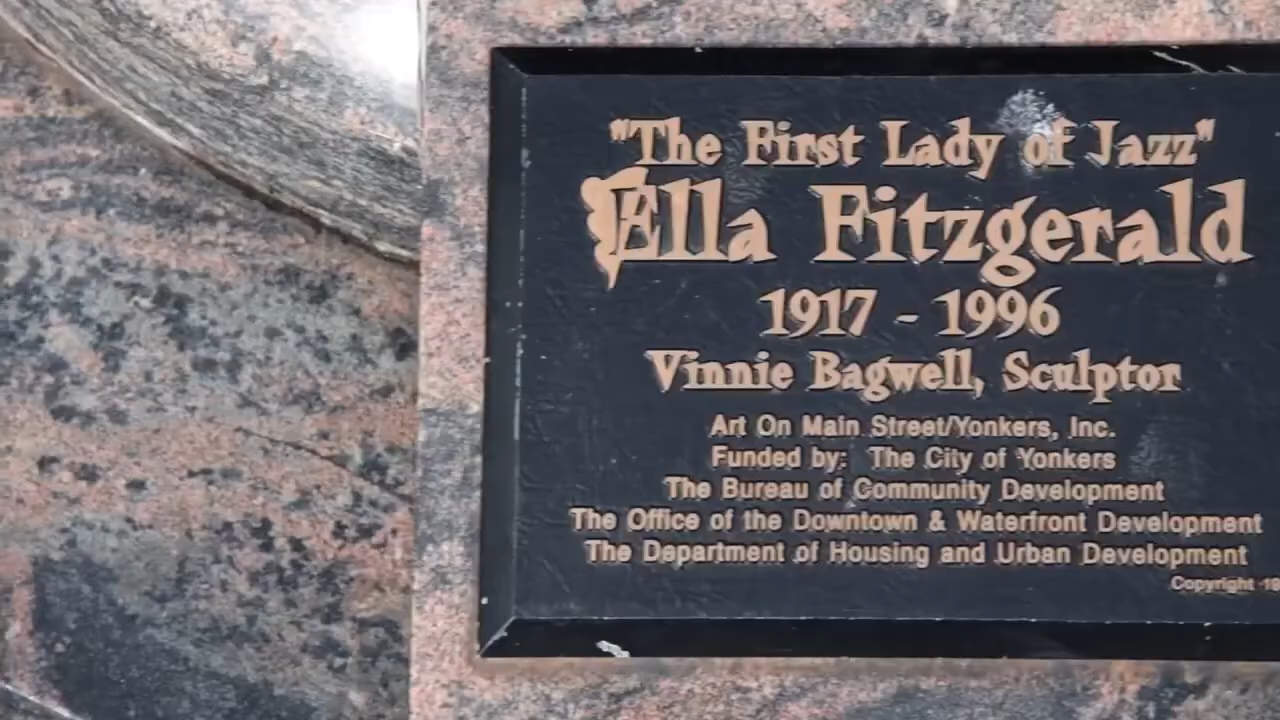 "The First Lady of Jazz"
Ella Fitzgerald
1917 - 1996
Vinnie Bagwell, Sculptor
Art On Main Street/Yonkers, Inc.
Funded by: The City of Yonkers
The Bureau of Community Development
The Office of the Downtown & Waterfront Development
The Department of Housing and Urban Development
Copyright